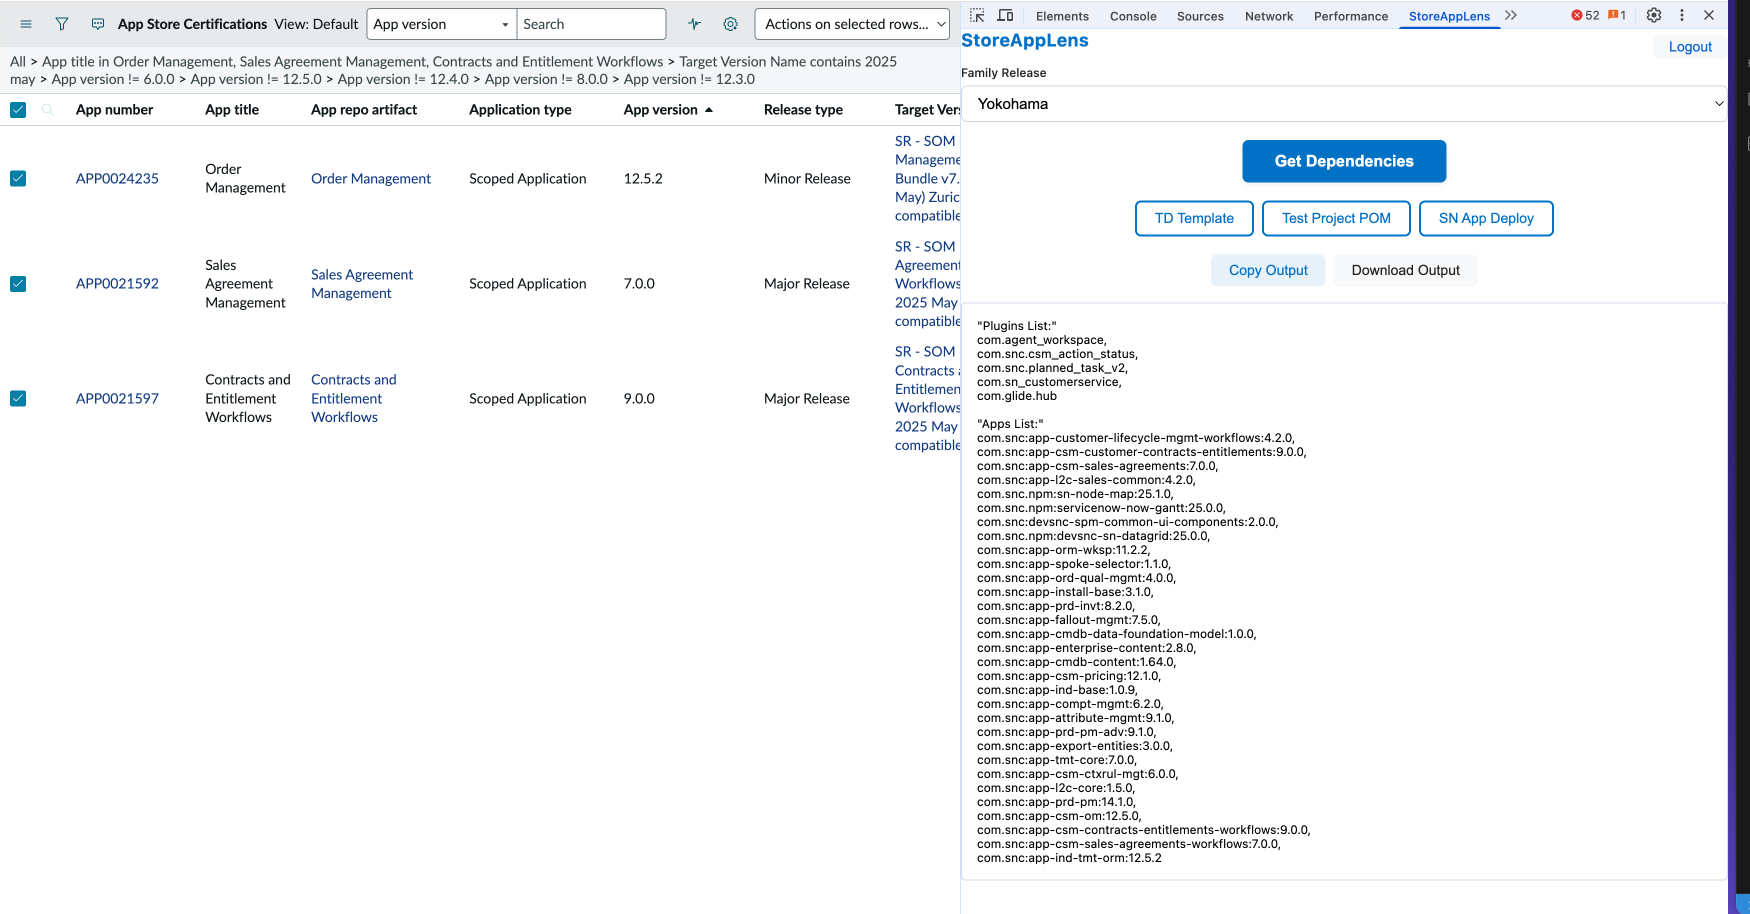 App Store Certifications View: Default App version Search Actions on selected rows...
All > App title in Order Management, Sales Agreement Management, Contracts and Entitlement Workflows > Target Version Name contains 2025
may > App version != 6.0.0 > App version != 12.5.0 > App version != 12.4.0 > App version != 8.0.0 > App version != 12.3.0
App number App title App repo artifact Application type App version Release type Target Vers
APP0024235
Order
Management
Order Management
Scoped Application
12.5.2
Minor Release
SR - SOM
Manageme
Bundle v7.
May) Zuric
compatible
APP0021592
Sales
Agreement
Management
Sales Agreement
Management
Scoped Application
7.0.0
Major Release
SR - SOM
Agreement
Workflows
2025 May
compatible
APP0021597
Contracts and
Entitlement
Workflows
Contracts and
Entitlement
Workflows
Scoped Application
9.0.0
Major Release
SR - SOM
Contracts
Entitlemen
Workflows
2025 May
compatible
Elements Console Sources Network Performance StoreAppLens 52 1
StoreAppLens
Logout
Family Release
Yokohama
Get Dependencies
TD Template Test Project POM SN App Deploy
Copy Output Download Output
"Plugins List:"
com.agent_workspace,
com.snc.csm_action_status,
com.snc.planned_task_v2,
com.sn_customerservice,
com.glide.hub
"Apps List:"
com.snc:app-customer-lifecycle-mgmt-workflows:4.2.0,
com.snc:app-csm-customer-contracts-entitlements:9.0.0,
com.snc:app-csm-sales-agreements:7.0.0,
com.snc:app-l2c-sales-common:4.2.0,
com.snc.npm:sn-node-map:25.1.0,
com.snc.npm:servicenow-now-gantt:25.0.0,
com.snc:devsnc-spm-common-ui-components:2.0.0,
com.snc.npm:devsnc-sn-datagrid:25.0.0,
com.snc:app-orm-wksp:11.2.2,
com.snc:app-spoke-selector:1.1.0,
com.snc:app-ord-qual-mgmt:4.0.0,
com.snc:app-install-base:3.1.0,
com.snc:app-prd-invt:8.2.0,
com.snc:app-fallout-mgmt:7.5.0,
com.snc:app-cmdb-data-foundation-model:1.0.0,
com.snc:app-enterprise-content:2.8.0,
com.snc:app-cmdb-content:1.64.0,
com.snc:app-csm-pricing:12.1.0,
com.snc:app-ind-base:1.0.9,
com.snc:app-compt-mgmt:6.2.0,
com.snc:app-attribute-mgmt:9.1.0,
com.snc:app-prd-pm-adv:9.1.0,
com.snc:app-export-entities:3.0.0,
com.snc:app-tmt-core:7.0.0,
com.snc:app-csm-ctxrul-mgt:6.0.0,
com.snc:app-l2c-core:1.5.0,
com.snc:app-prd-pm:14.1.0,
com.snc:app-csm-om:12.5.0,
com.snc:app-csm-contracts-entitlements-workflows:9.0.0,
com.snc:app-csm-sales-agreements-workflows:7.0.0,
com.snc:app-ind-tmt-orm:12.5.2